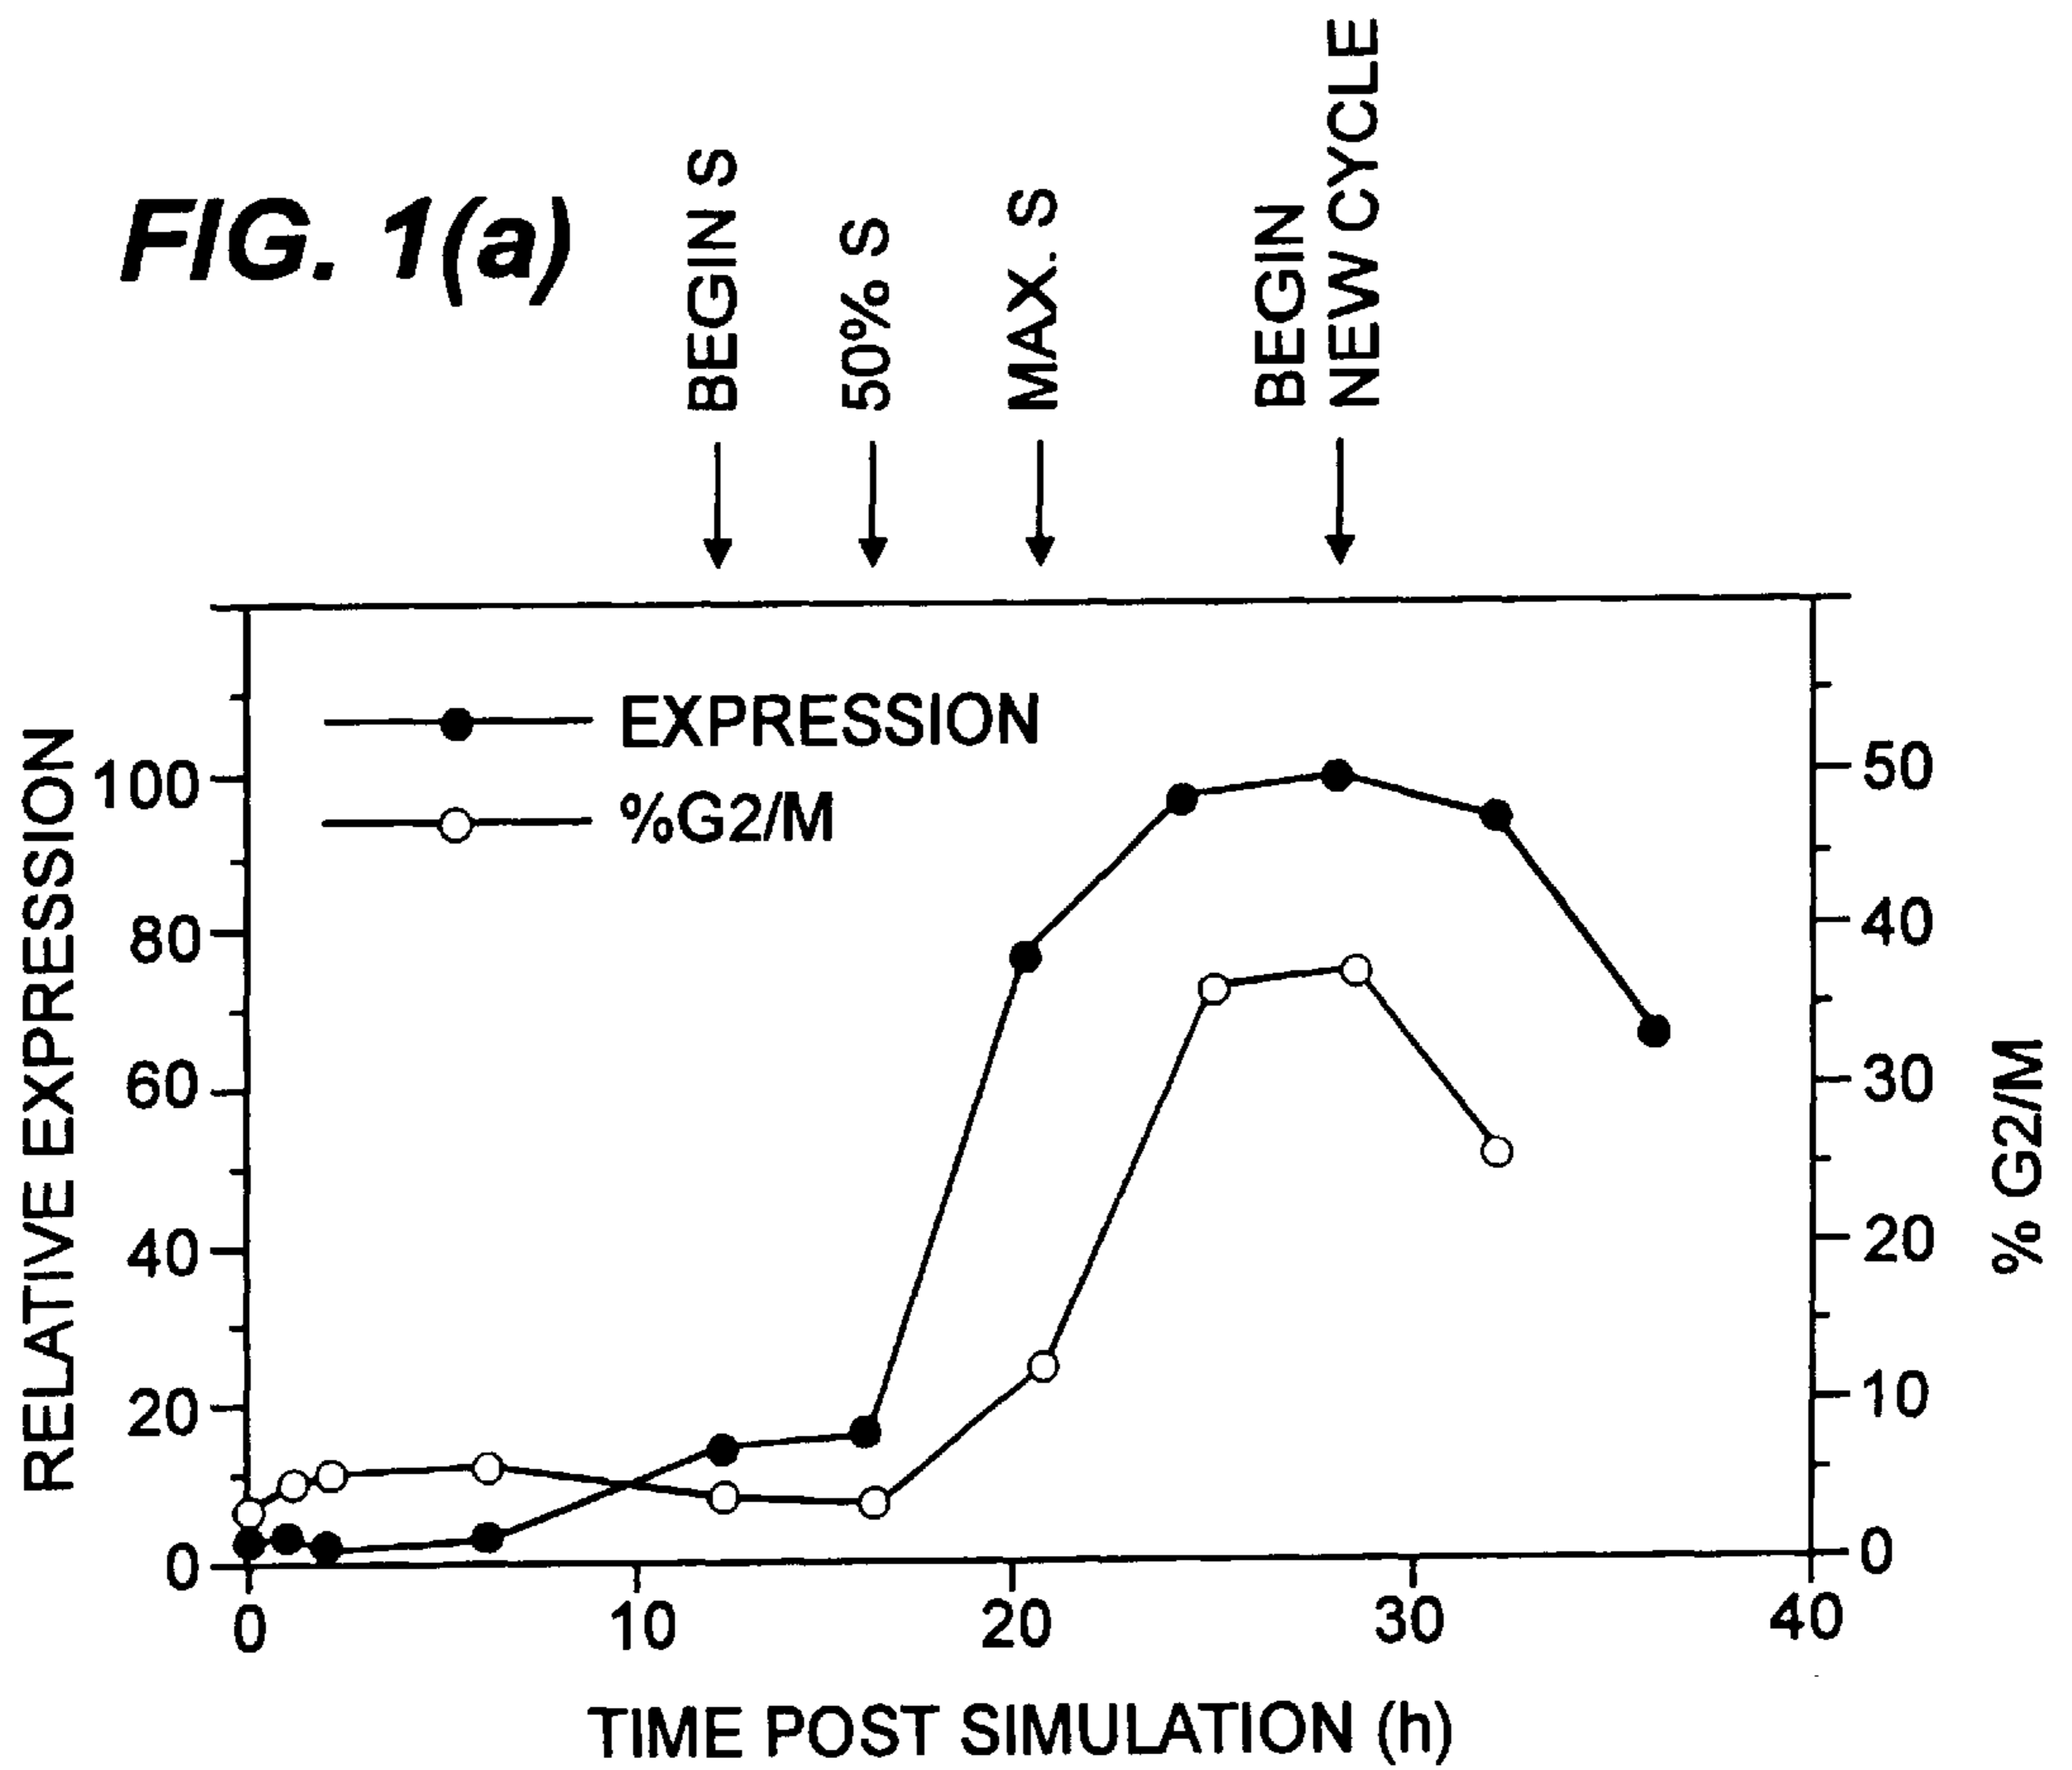 FIG. 1(a)
BEGIN S
50% S
MAX. S
BEGIN
NEW CYCLE
EXPRESSION
%G2/M
RELATIVE EXPRESSION
100
80
60
40
20
0
50
40
30
20
10
0
% G2/M
0
10
20
30
40
TIME POST SIMULATION (h)